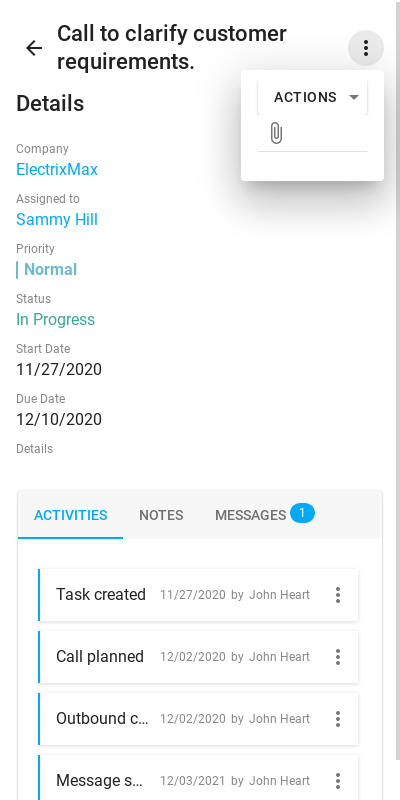 Call to clarify customer
requirements.
ACTIONS
Details
Company
ElectrixMax
Assigned to
Sammy Hill
Priority
Normal
Status
In Progress
Start Date
11/27/2020
Due Date
12/10/2020
Details
ACTIVITIES NOTES MESSAGES 1
Task created 11/27/2020 by John Heart
Call planned 12/02/2020 by John Heart
Outbound c... 12/02/2020 by John Heart
Message s... 12/03/2021 by John Heart